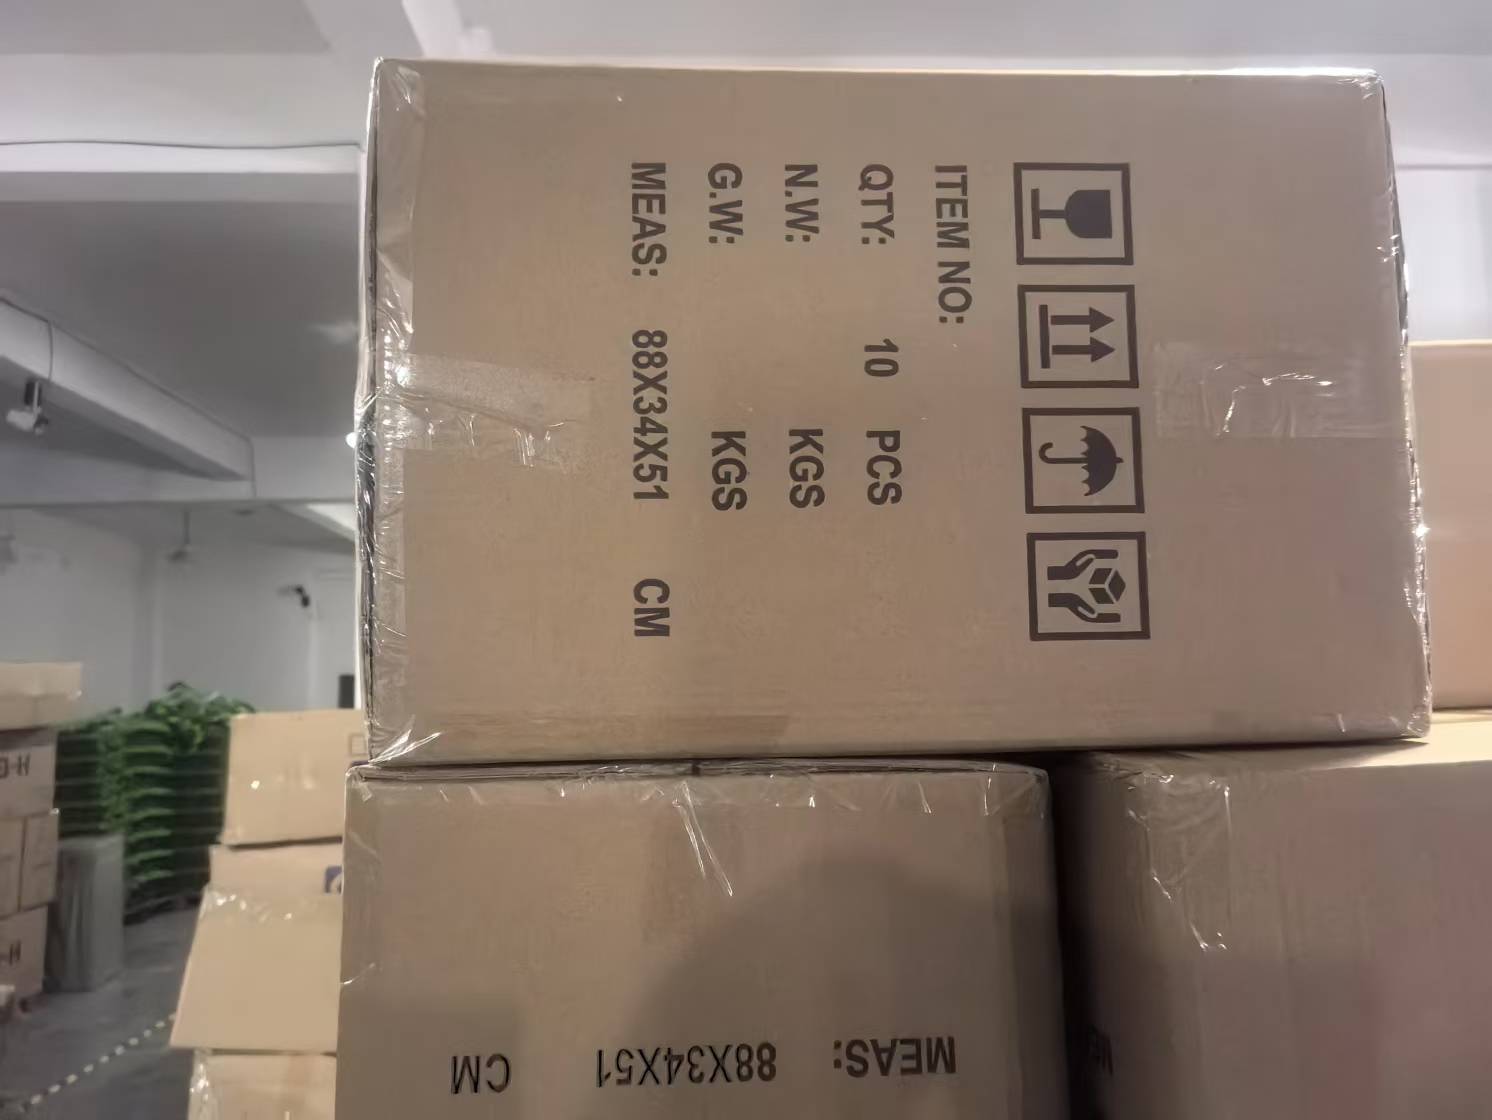 ITEM NO:
QTY: 10 PCS
N.W: KGS
G.W: KGS
MEAS: 88X34X51 CM
MEAS: 88X34X51 CM